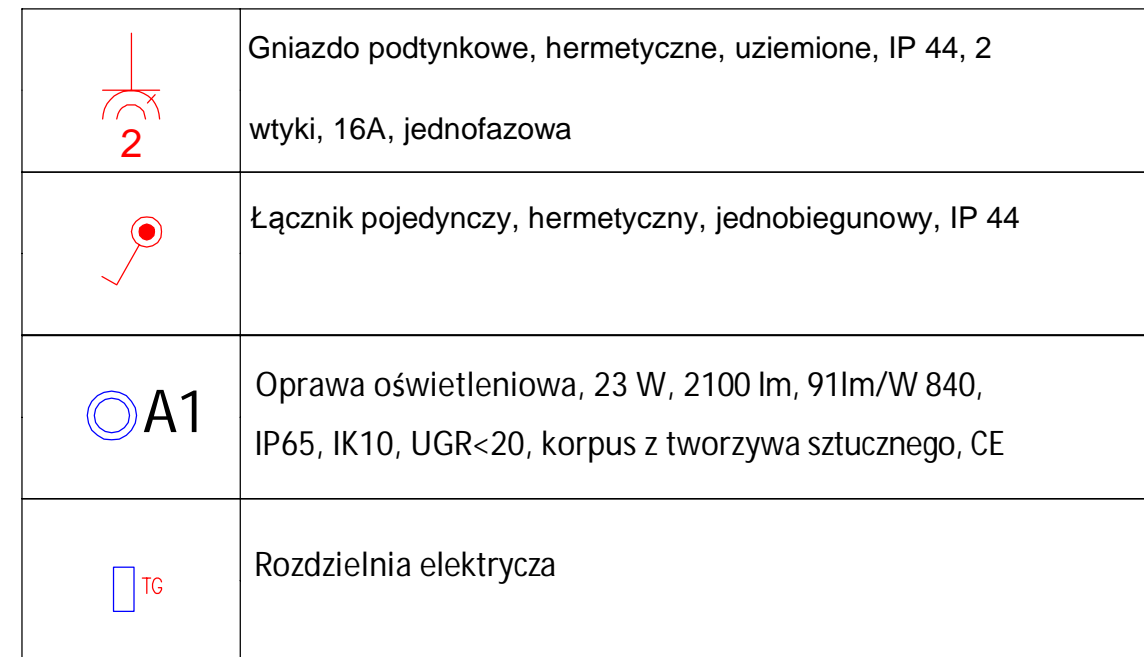 Gniazdo podtynkowe, hermetyczne, uziemione, IP 44, 2
wtyki, 16A, jednofazowa
2
Łącznik pojedynczy, hermetyczny, jednobiegunowy, IP 44
A1
Oprawa oświetleniowa, 23 W, 2100 lm, 91lm/W 840,
IP65, IK10, UGR<20, korpus z tworzywa sztucznego, CE
TG
Rozdzielnia elektrycza